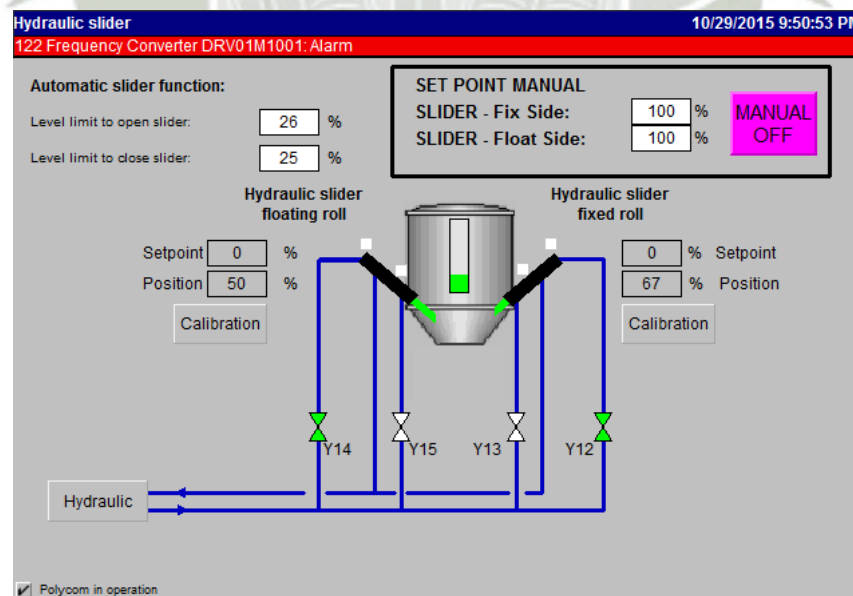 Hydraulic slider
10/29/2015 9:50:53 PM
122 Frequency Converter DRV01M1001: Alarm
Automatic slider function:
Level limit to open slider: 26 %
Level limit to close slider: 25 %
SET POINT MANUAL
SLIDER - Fix Side: 100 %
SLIDER - Float Side: 100 %
MANUAL
OFF
Hydraulic slider
floating roll
Hydraulic slider
fixed roll
Setpoint 0 %
Position 50 %
Calibration
0 % Setpoint
67 % Position
Calibration
Y14
Y15
Y13
Y12
Hydraulic
Polycom in operation